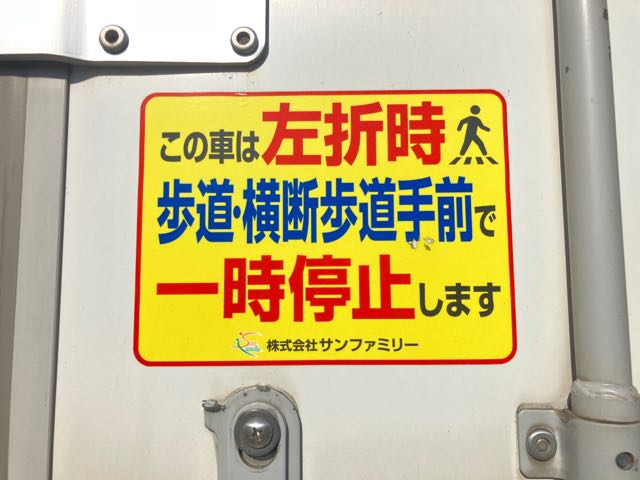 この車は左折時
歩道・横断歩道手前で
一時停止します
株式会社サンファミリー